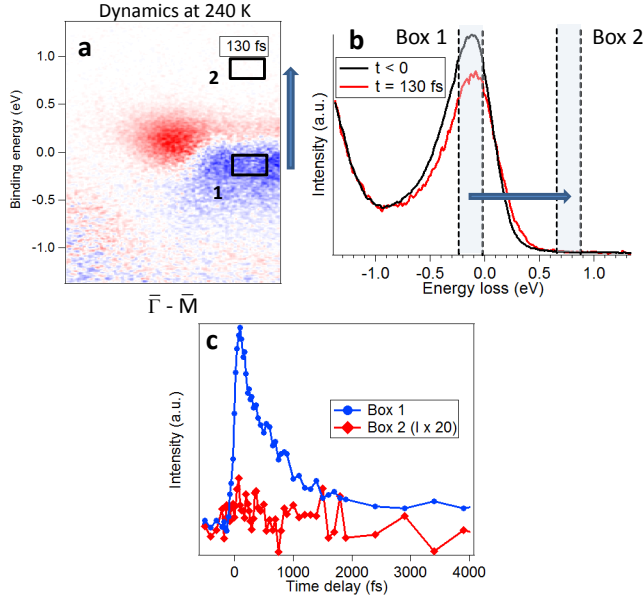 Dynamics at 240 K
a
130 fs
2
1
1.0
0.5
0.0
-0.5
-1.0
Binding energy (eV)
Γ̅ - M̅
b
Box 1
Box 2
t < 0
t = 130 fs
Intensity (a.u.)
-1.0
-0.5
0.0
0.5
1.0
Energy loss (eV)
c
Box 1
Box 2 (I x 20)
Intensity (a.u.)
0
1000
2000
3000
4000
Time delay (fs)